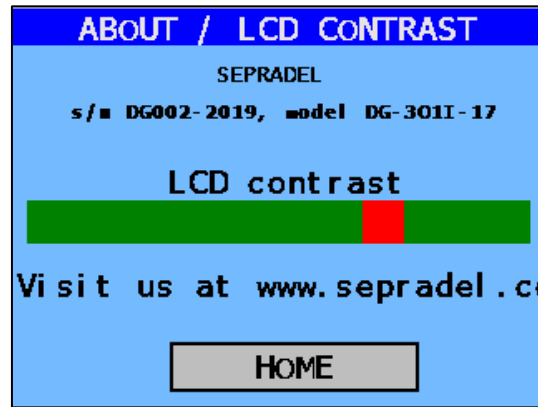 ABOUT / LCD CONTRAST
SEPRADEL
s/n DG002-2019, model DG-301I-17
LCD contrast
Visit us at www.sepradel.c
HOME